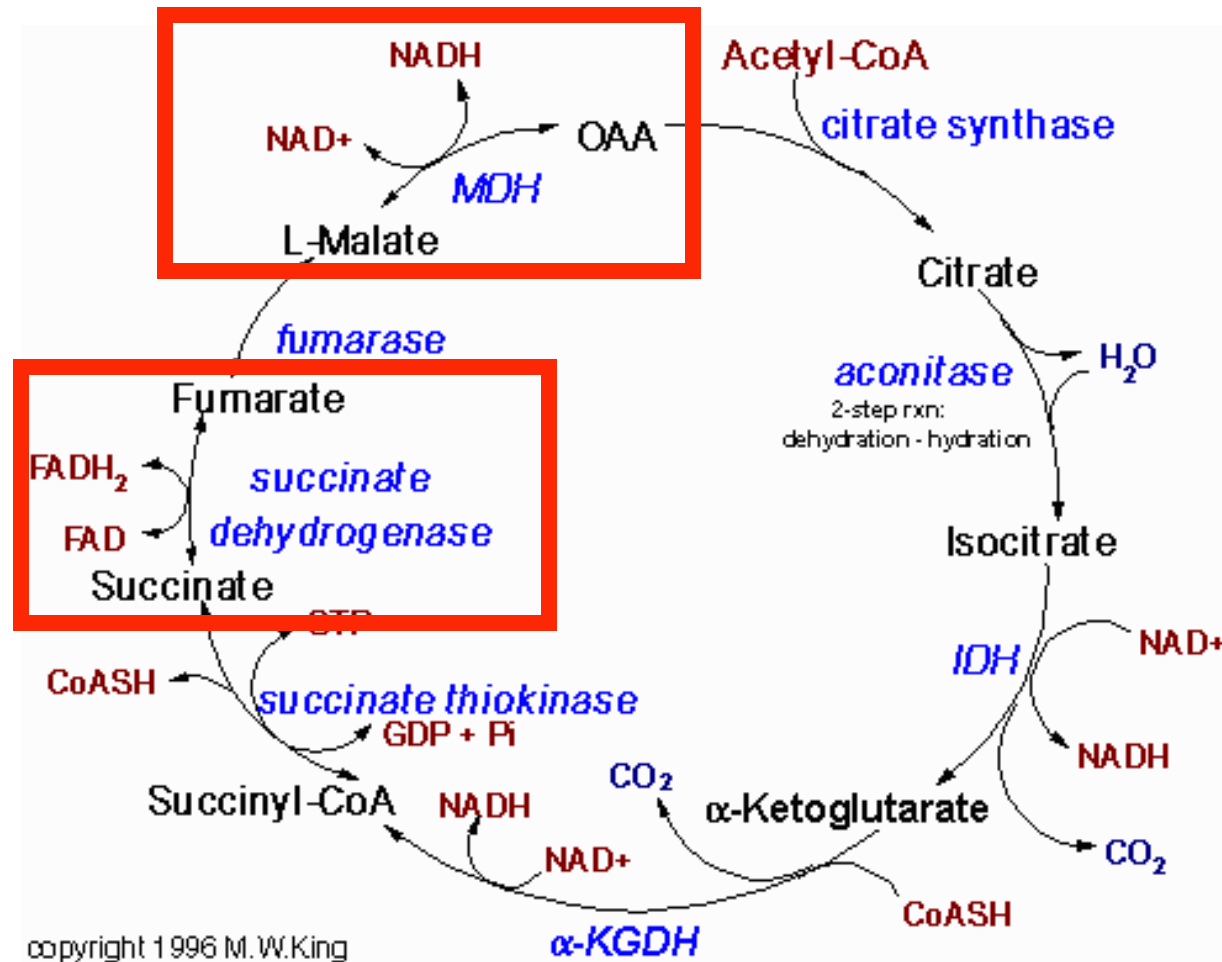 NADH
Acetyl-CoA
NAD+
OAA
citrate synthase
MDH
L-Malate
Citrate
fumarase
H₂O
aconitase
2-step rxn:
dehydration - hydration
Fumarate
FADH₂
succinate
dehydrogenase
FAD
Isocitrate
Succinate
GTP
IDH
NAD+
CoASH
succinate thiokinase
GDP + Pi
NADH
CO₂
Succinyl-CoA
NADH
α-Ketoglutarate
NAD+
CO₂
CoASH
α-KGDH
copyright 1996 M.W.King